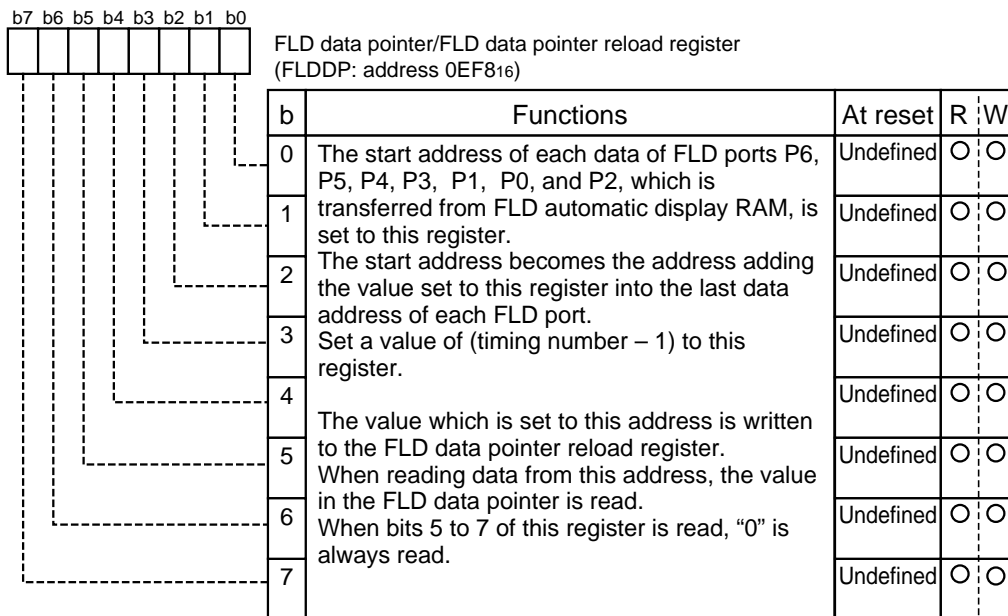 b7 b6 b5 b4 b3 b2 b1 b0
FLD data pointer/FLD data pointer reload register
(FLDDP: address 0EF816)
b Functions At reset R W
0 The start address of each data of FLD ports P6, Undefined O O
P5, P4, P3, P1, P0, and P2, which is
1 transferred from FLD automatic display RAM, is Undefined O O
set to this register.
2 The start address becomes the address adding Undefined O O
the value set to this register into the last data
address of each FLD port.
3 Set a value of (timing number – 1) to this Undefined O O
register.
4 Undefined O O
The value which is set to this address is written
5 to the FLD data pointer reload register. Undefined O O
When reading data from this address, the value
6 in the FLD data pointer is read. Undefined O O
When bits 5 to 7 of this register is read, “0” is
always read.
7 Undefined O O